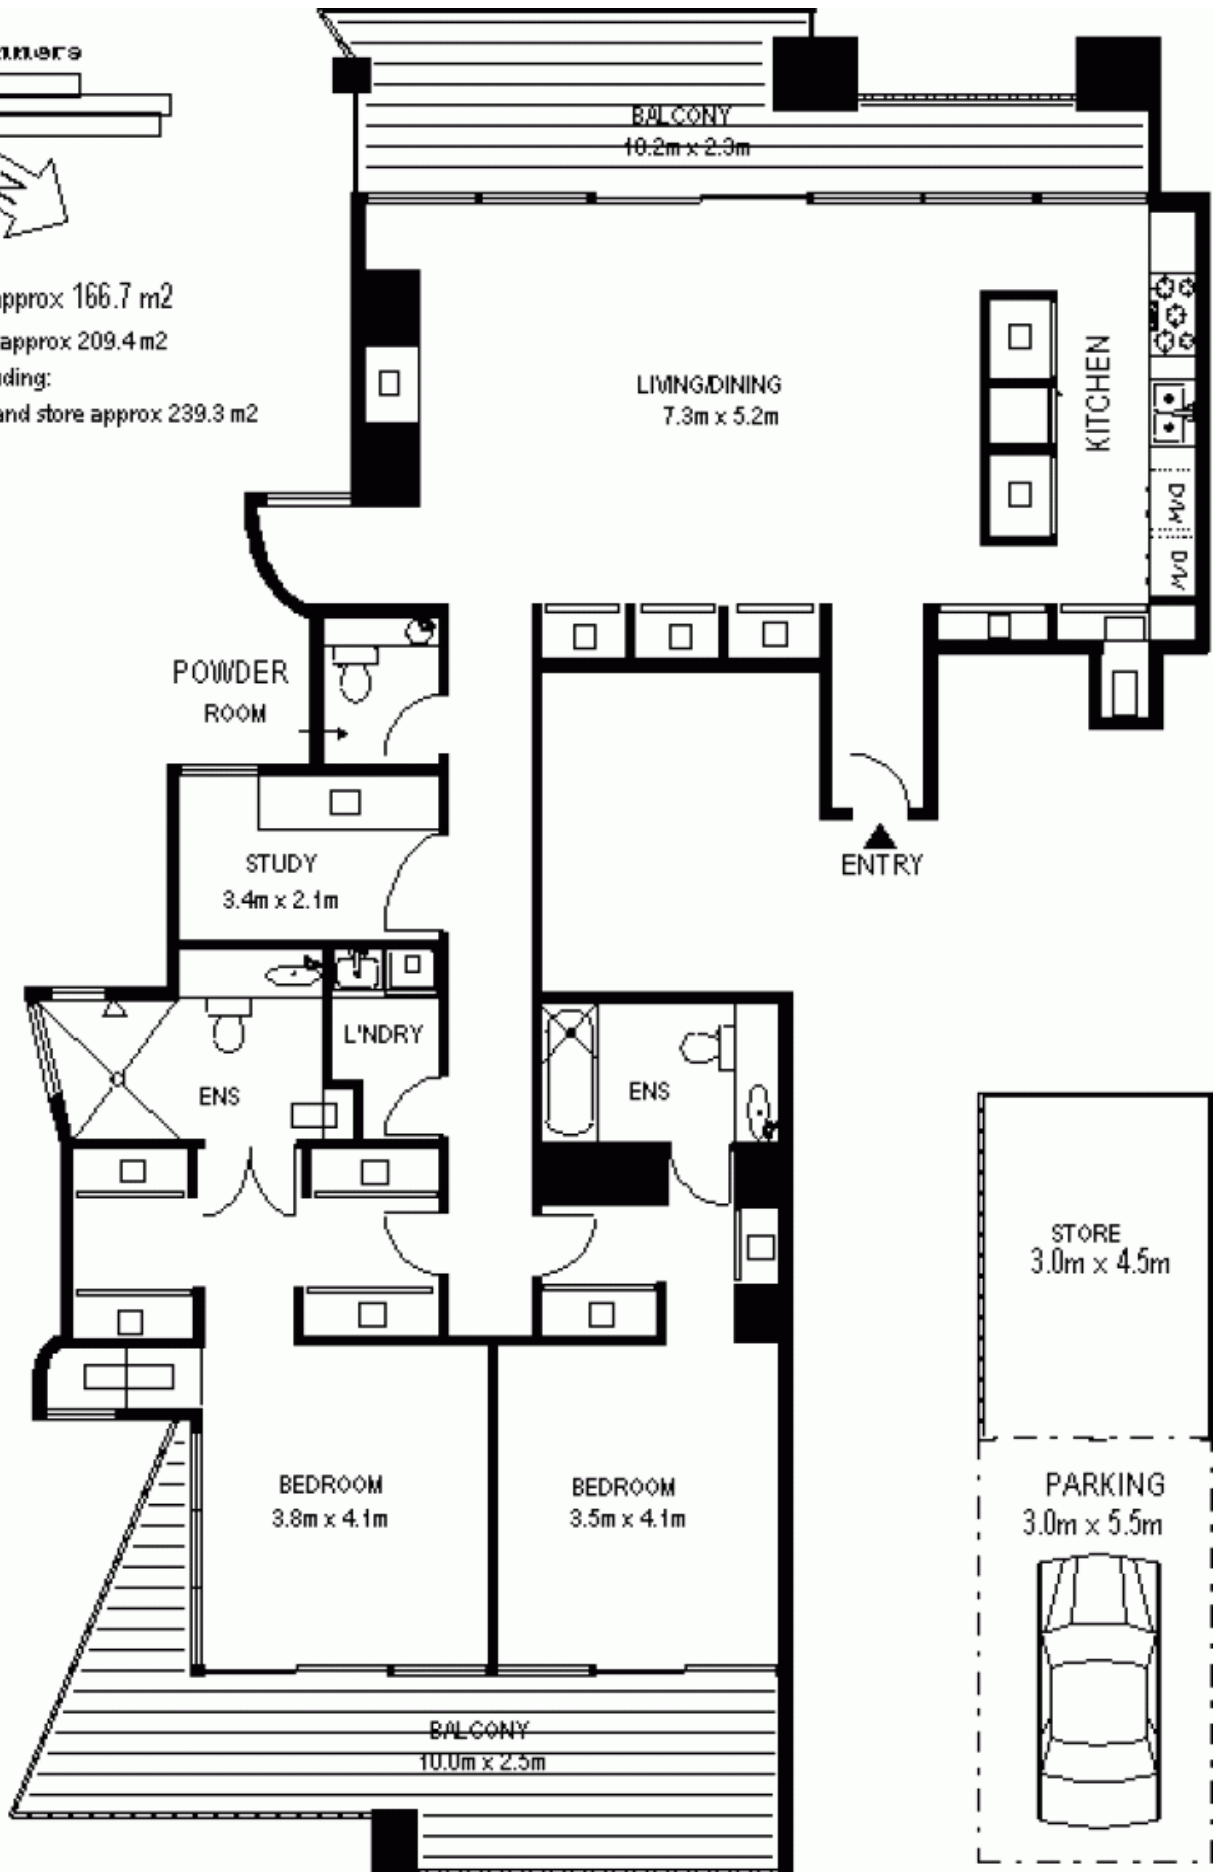 BALCONY
10.2m x 2.3m
N
approx 166.7 m2
approx 209.4 m2
and store approx 239.3 m2
LIVING/DINING
7.3m x 5.2m
KITCHEN
D/W
D/W
POWDER
ROOM
STUDY
3.4m x 2.1m
ENTRY
L'NDRY
ENS
ENS
STORE
3.0m x 4.5m
BEDROOM
3.8m x 4.1m
BEDROOM
3.5m x 4.1m
PARKING
3.0m x 5.5m
BALCONY
10.0m x 2.5m